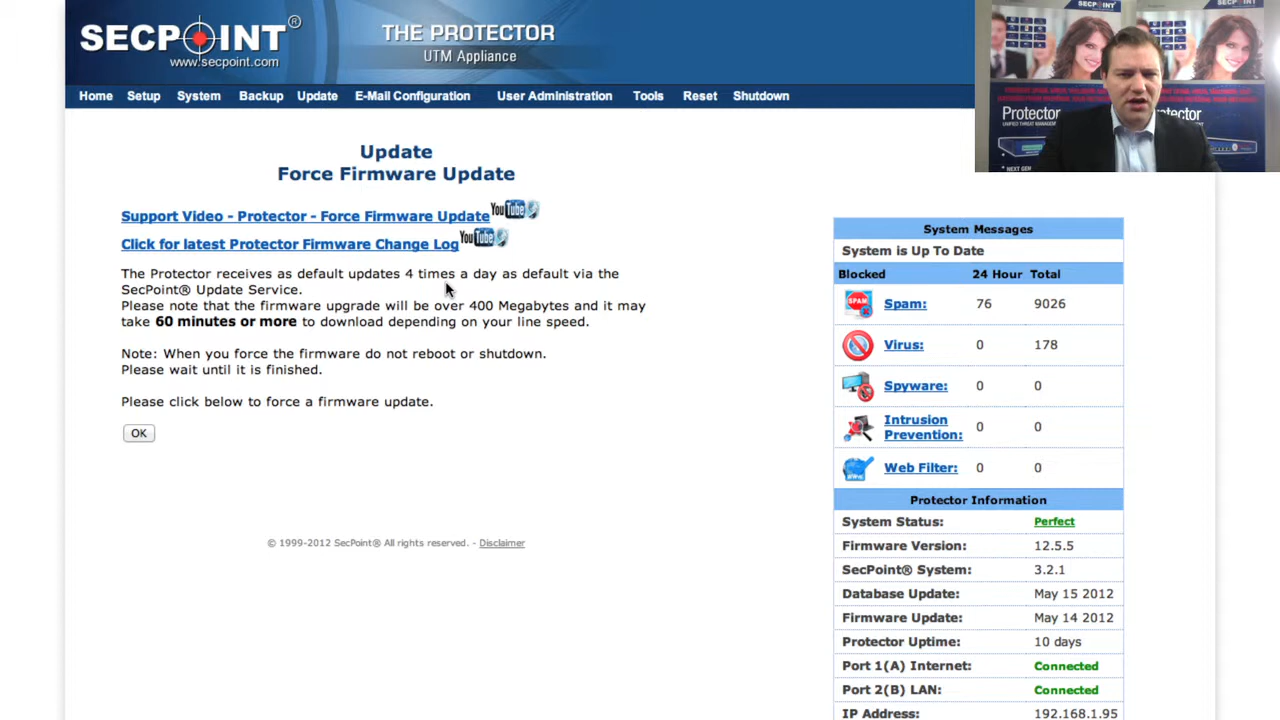 SECPOINT®
www.secpoint.com
THE PROTECTOR
UTM Appliance
Home Setup System Backup Update E-Mail Configuration User Administration Tools Reset Shutdown
SECPOINT
SECPOINT
Protector
Update
Force Firmware Update
Support Video - Protector - Force Firmware Update YouTube
Click for latest Protector Firmware Change Log YouTube
The Protector receives as default updates 4 times a day as default via the
SecPoint® Update Service.
Please note that the firmware upgrade will be over 400 Megabytes and it may
take 60 minutes or more to download depending on your line speed.
Note: When you force the firmware do not reboot or shutdown.
Please wait until it is finished.
Please click below to force a firmware update.
OK
© 1999-2012 SecPoint® All rights reserved. - Disclaimer
System Messages
System is Up To Date
Blocked 24 Hour Total
SPAM
Spam: 76 9026
Virus: 0 178
Spyware: 0 0
Intrusion
Prevention: 0 0
Web Filter: 0 0
Protector Information
System Status: Perfect
Firmware Version: 12.5.5
SecPoint® System: 3.2.1
Database Update: May 15 2012
Firmware Update: May 14 2012
Protector Uptime: 10 days
Port 1(A) Internet: Connected
Port 2(B) LAN: Connected
IP Address: 192.168.1.95